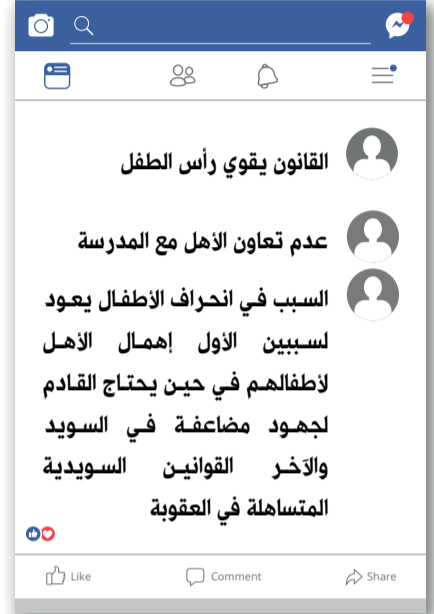 القانون يقوي رأس الطفل
عدم تعاون الأهل مع المدرسة
السبب في انحراف الأطفال يعود
لسببين الأول إهمال الأهل
لأطفالهم في حين يحتاج القادم
لجهود مضاعفة في السويد
والآخر القوانين السويدية
المتساهلة في العقوبة
Like Comment Share